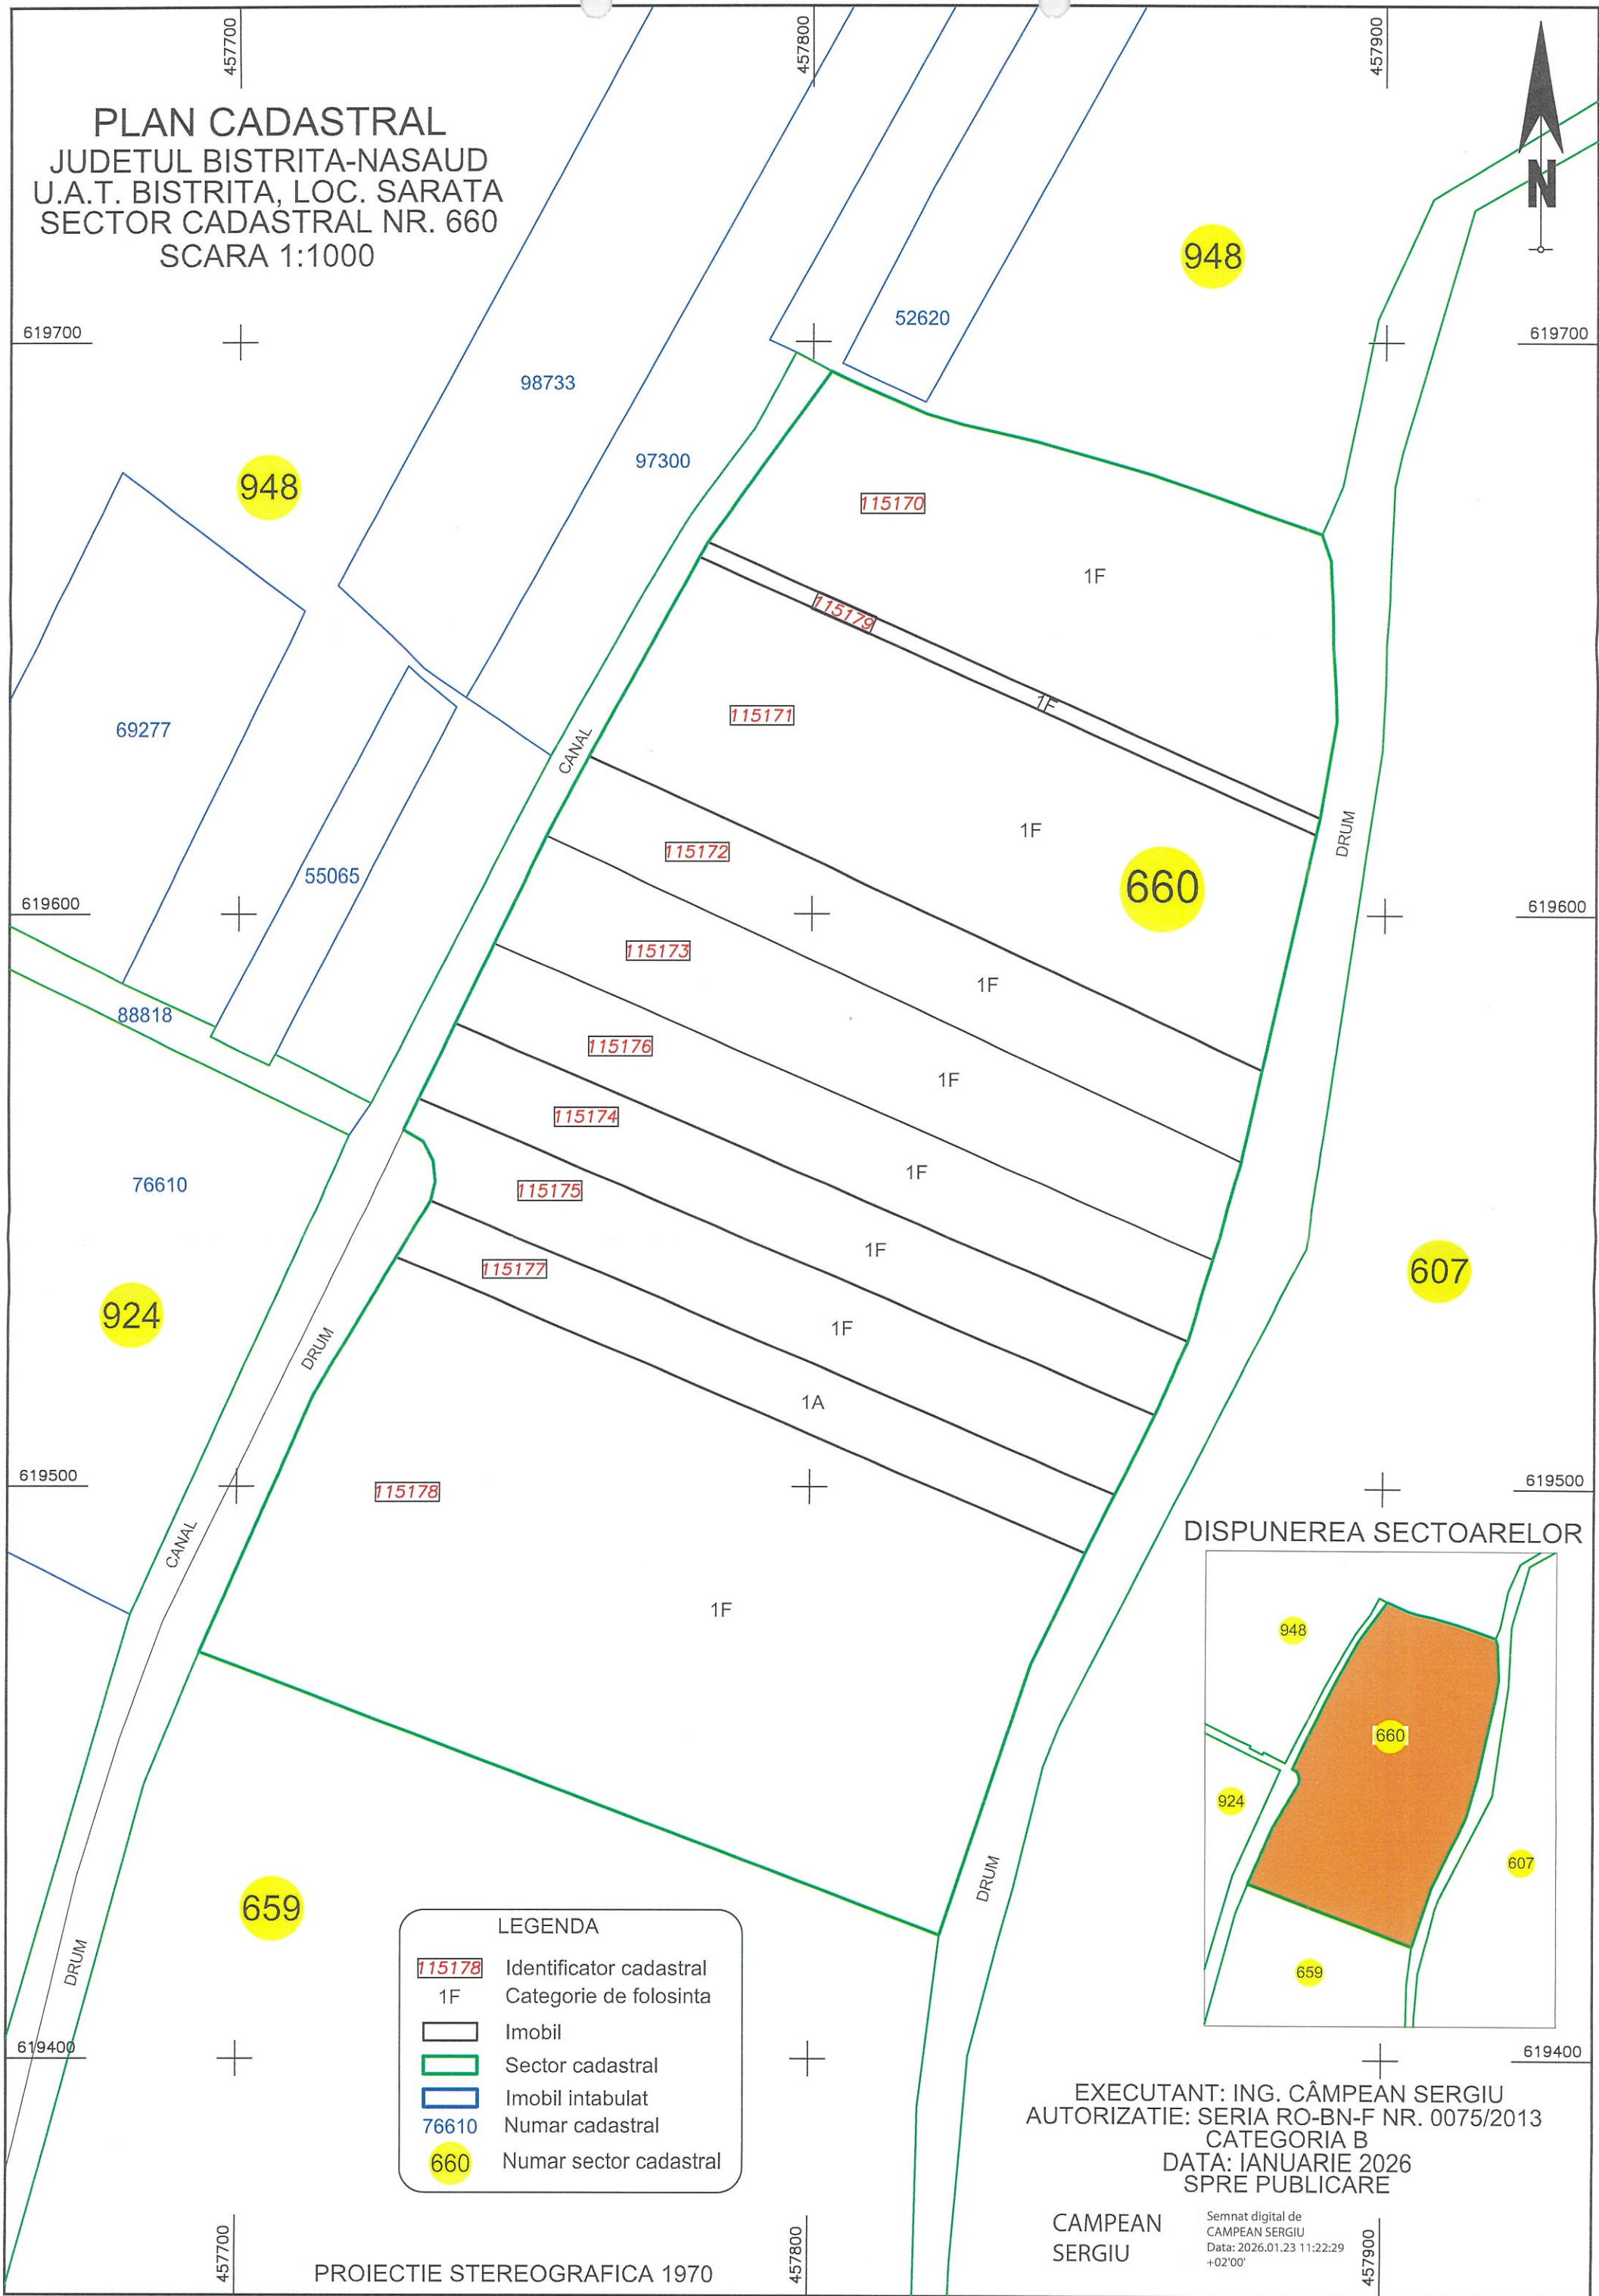 457700
457800
457900
PLAN CADASTRAL
JUDETUL BISTRITA-NASAUD
U.A.T. BISTRITA, LOC. SARATA
SECTOR CADASTRAL NR. 660
SCARA 1:1000
N
948
52620
619700
619700
98733
97300
948
115170
1F
115179
1F
115171
69277
CANAL
1F
DRUM
115172
55065
660
619600
619600
115173
1F
88818
115176
1F
115174
1F
76610
115175
1F
115177
607
924
1F
DRUM
1A
619500
619500
115178
CANAL
DISPUNEREA SECTOARELOR
1F
948
660
924
607
659
DRUM
659
DRUM
LEGENDA
115178 Identificator cadastral
1F Categorie de folosinta
Imobil
Sector cadastral
Imobil intabulat
76610 Numar cadastral
660 Numar sector cadastral
619400
619400
EXECUTANT: ING. CÂMPEAN SERGIU
AUTORIZATIE: SERIA RO-BN-F NR. 0075/2013
CATEGORIA B
DATA: IANUARIE 2026
SPRE PUBLICARE
CAMPEAN
SERGIU
Semnat digital de
CAMPEAN SERGIU
Data: 2026.01.23 11:22:29
+02'00'
457700
457800
457900
PROIECTIE STEREOGRAFICA 1970